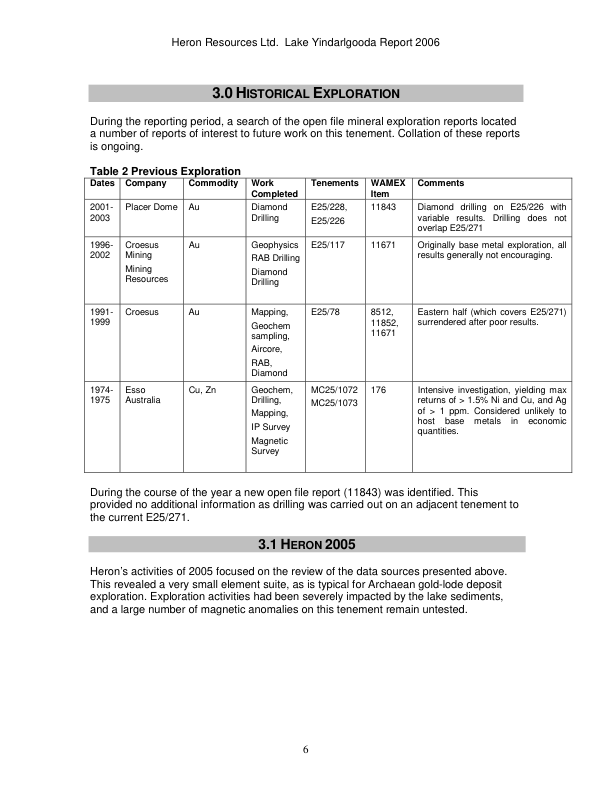 Heron Resources Ltd.  Lake Yindarlgooda Report 2006
3.0 HISTORICAL EXPLORATION
During the reporting period, a search of the open file mineral exploration reports located
a number of reports of interest to future work on this tenement. Collation of these reports
is ongoing.
Table 2 Previous Exploration
Dates Company Commodity Work Completed Tenements WAMEX Item Comments
2001-2003 Placer Dome Au Diamond Drilling E25/228, E25/226 11843 Diamond drilling on E25/226 with variable results. Drilling does not overlap E25/271
1996-2002 Croesus Mining Mining Resources Au Geophysics RAB Drilling Diamond Drilling E25/117 11671 Originally base metal exploration, all results generally not encouraging.
1991-1999 Croesus Au Mapping, Geochem sampling, Aircore, RAB, Diamond E25/78 8512, 11852, 11671 Eastern half (which covers E25/271) surrendered after poor results.
1974-1975 Esso Australia Cu, Zn Geochem, Drilling, Mapping, IP Survey Magnetic Survey MC25/1072 MC25/1073 176 Intensive investigation, yielding max returns of > 1.5% Ni and Cu, and Ag of > 1 ppm. Considered unlikely to host base metals in economic quantities.
During the course of the year a new open file report (11843) was identified. This
provided no additional information as drilling was carried out on an adjacent tenement to
the current E25/271.
3.1 HERON 2005
Heron's activities of 2005 focused on the review of the data sources presented above.
This revealed a very small element suite, as is typical for Archaean gold-lode deposit
exploration. Exploration activities had been severely impacted by the lake sediments,
and a large number of magnetic anomalies on this tenement remain untested.
6